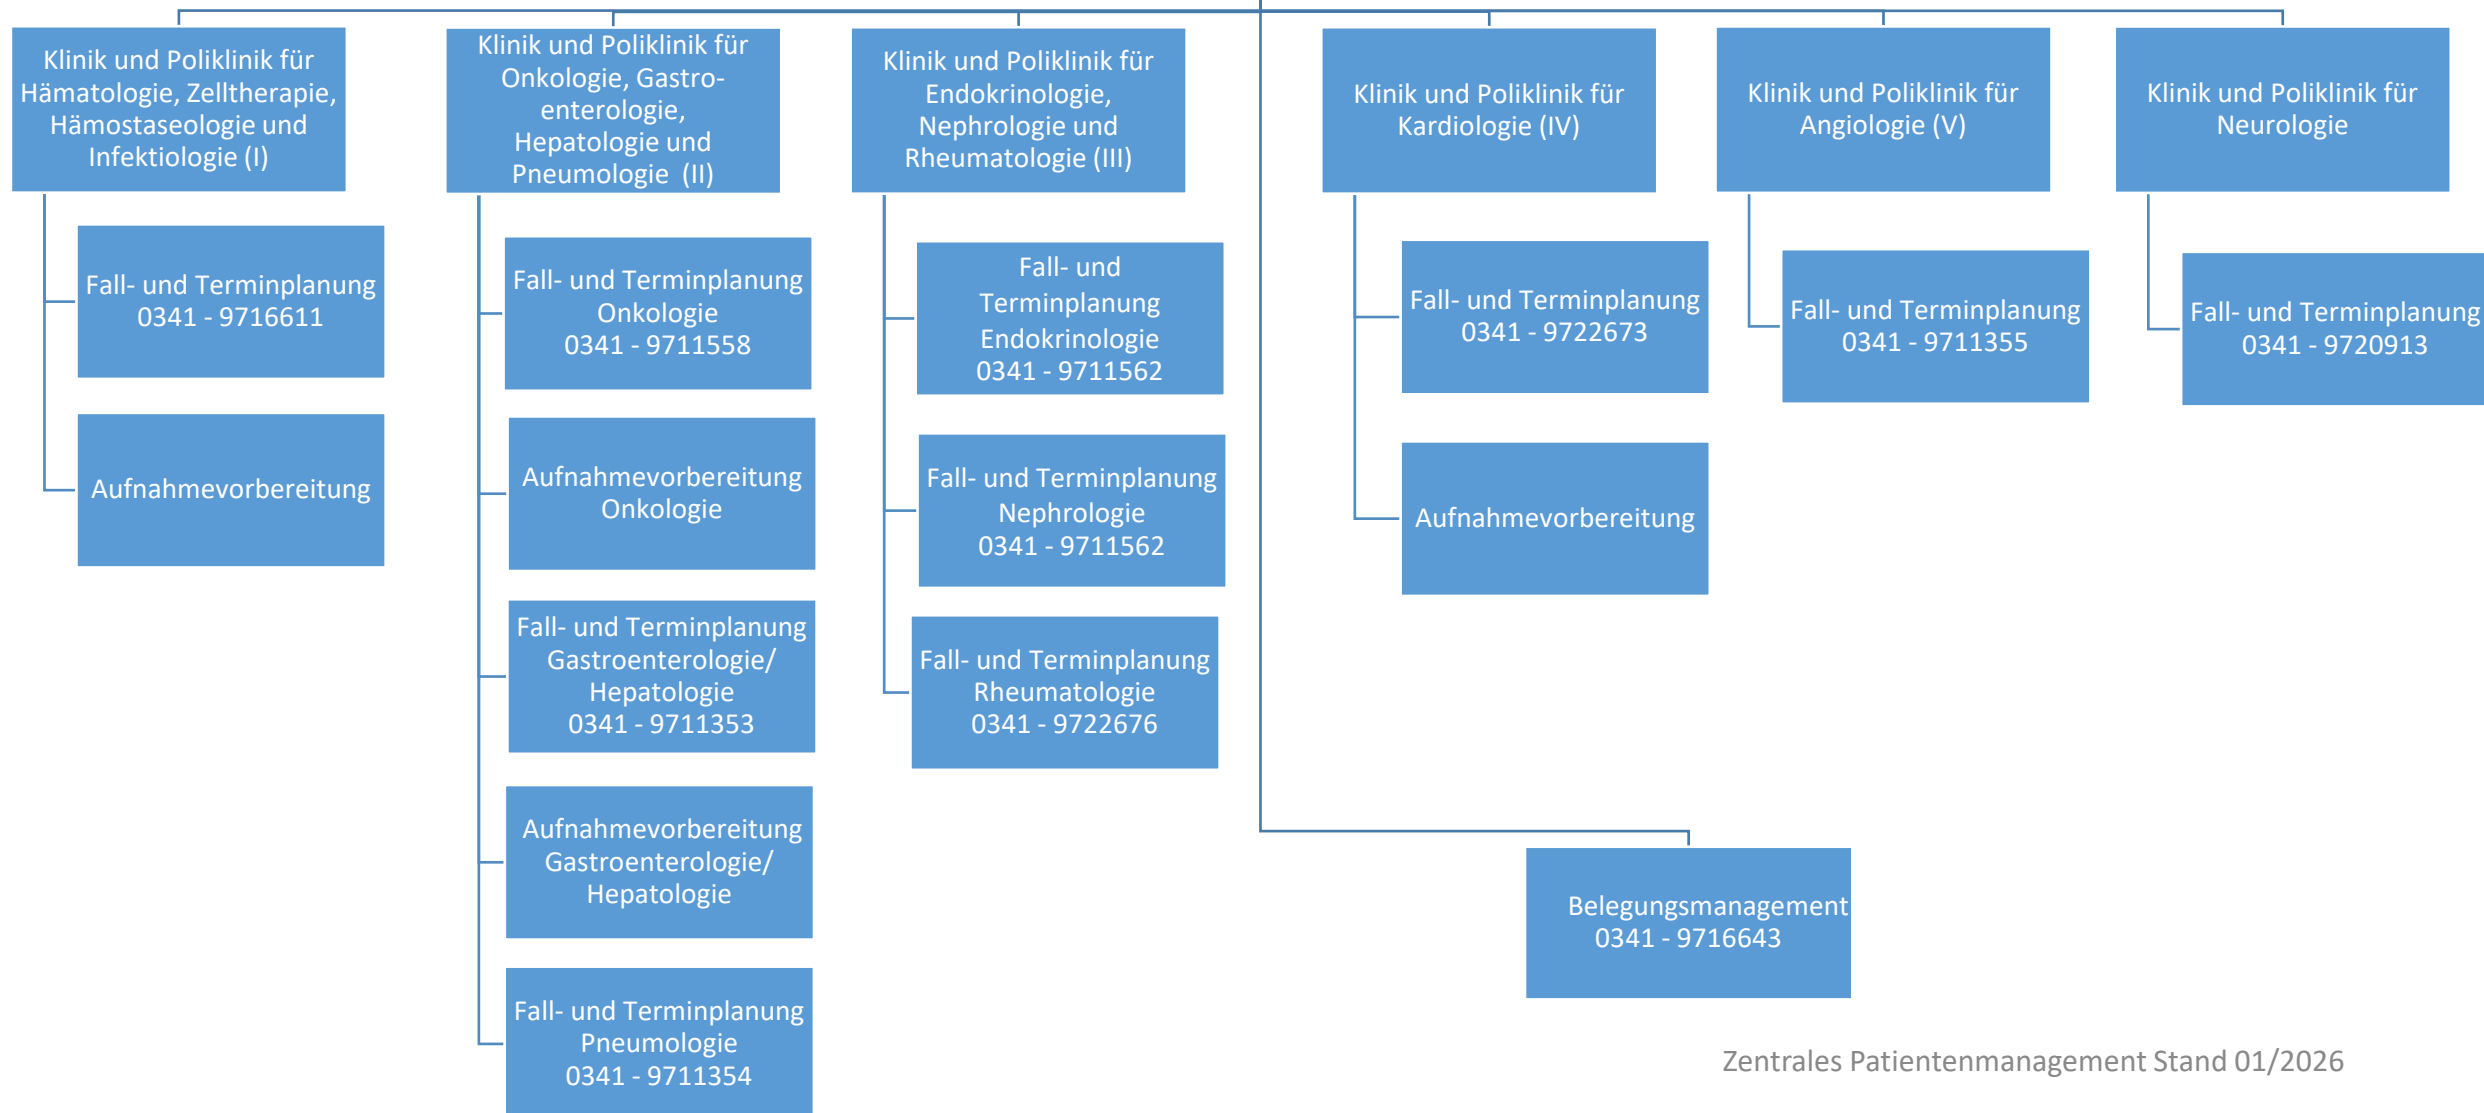 Klinik und Poliklinik für
Hämatologie, Zelltherapie,
Hämostaseologie und
Infektiologie (I)
Fall- und Terminplanung
0341 - 9716611
Aufnahmevorbereitung
Klinik und Poliklinik für
Onkologie, Gastro-
enterologie,
Hepatologie und
Pneumologie (II)
Fall- und Terminplanung
Onkologie
0341 - 9711558
Aufnahmevorbereitung
Onkologie
Fall- und Terminplanung
Gastroenterologie/
Hepatologie
0341 - 9711353
Aufnahmevorbereitung
Gastroenterologie/
Hepatologie
Fall- und Terminplanung
Pneumologie
0341 - 9711354
Klinik und Poliklinik für
Endokrinologie,
Nephrologie und
Rheumatologie (III)
Fall- und
Terminplanung
Endokrinologie
0341 - 9711562
Fall- und Terminplanung
Nephrologie
0341 - 9711562
Fall- und Terminplanung
Rheumatologie
0341 - 9722676
Klinik und Poliklinik für
Kardiologie (IV)
Fall- und Terminplanung
0341 - 9722673
Aufnahmevorbereitung
Klinik und Poliklinik für
Angiologie (V)
Fall- und Terminplanung
0341 - 9711355
Klinik und Poliklinik für
Neurologie
Fall- und Terminplanung
0341 - 9720913
Belegungsmanagement
0341 - 9716643
Zentrales Patientenmanagement Stand 01/2026